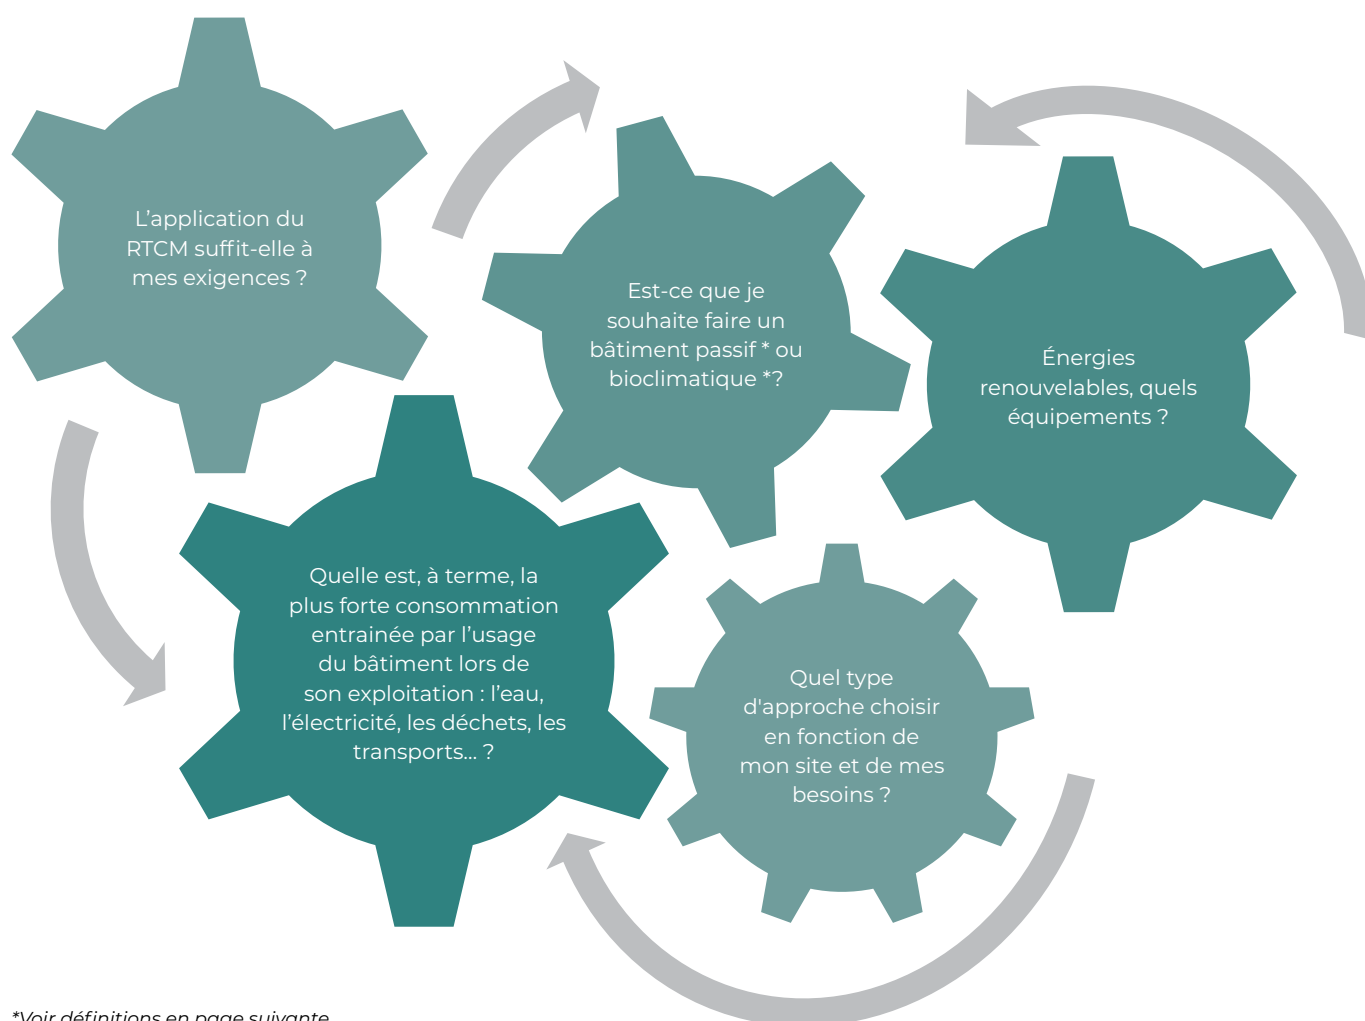 L’application du
RTCM suffit-elle à
mes exigences ?
Est-ce que je
souhaite faire un
bâtiment passif * ou
bioclimatique *?
Énergies
renouvelables, quels
équipements ?
Quelle est, à terme, la
plus forte consommation
entrainée par l’usage
du bâtiment lors de
son exploitation : l’eau,
l’électricité, les déchets, les
transports... ?
Quel type
d'approche choisir
en fonction de
mon site et de mes
besoins ?
*Voir définitions en page suivante